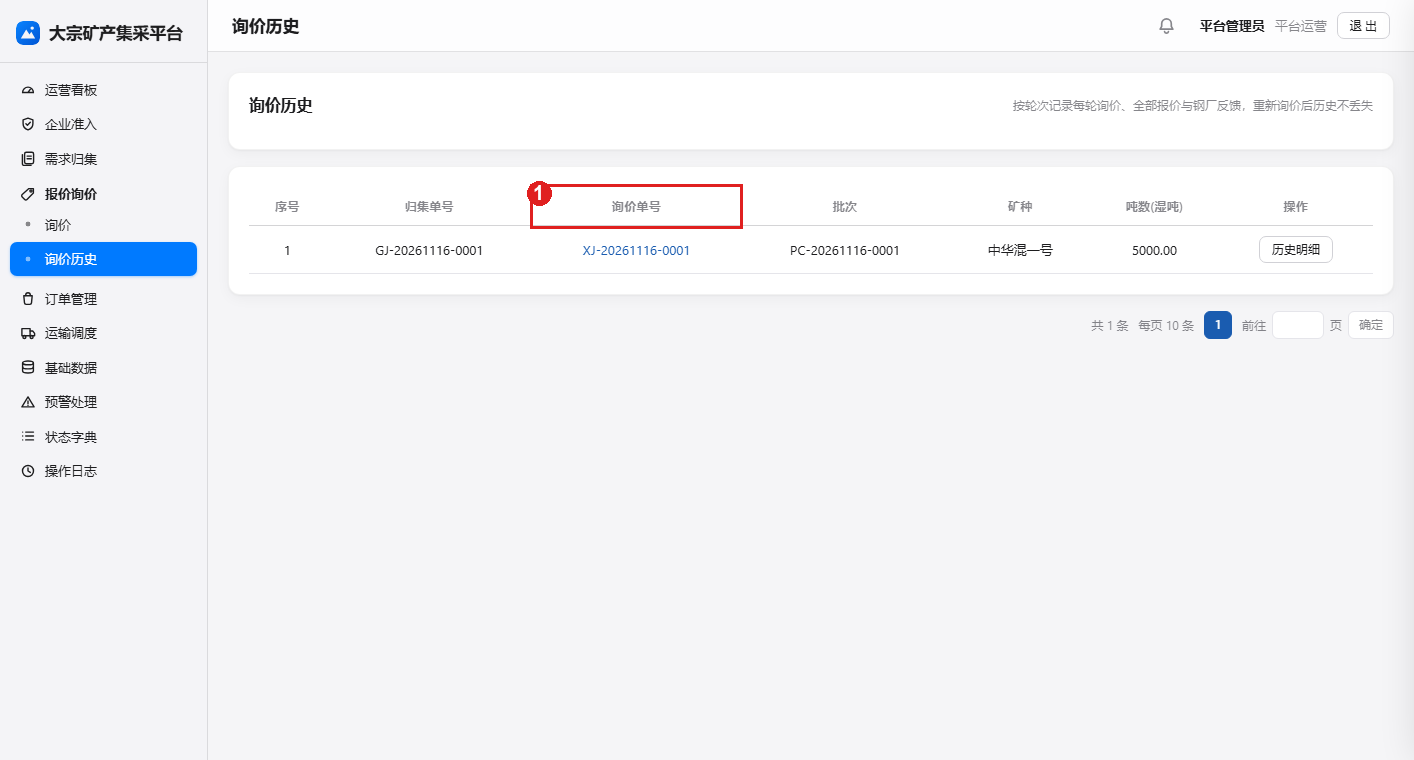 大宗矿产集采平台
询价历史
平台管理员 平台运营 退 出
运营看板
企业准入
需求归集
报价询价
询价
询价历史
订单管理
运输调度
基础数据
预警处理
状态字典
操作日志
询价历史
按轮次记录每轮询价、全部报价与钢厂反馈，重新询价后历史不丢失
1
序号 归集单号 询价单号 批次 矿种 吨数(湿吨) 操作
1 GJ-20261116-0001 XJ-20261116-0001 PC-20261116-0001 中华混一号 5000.00 历史明细
共 1 条 每页 10 条 1 前往 页 确定